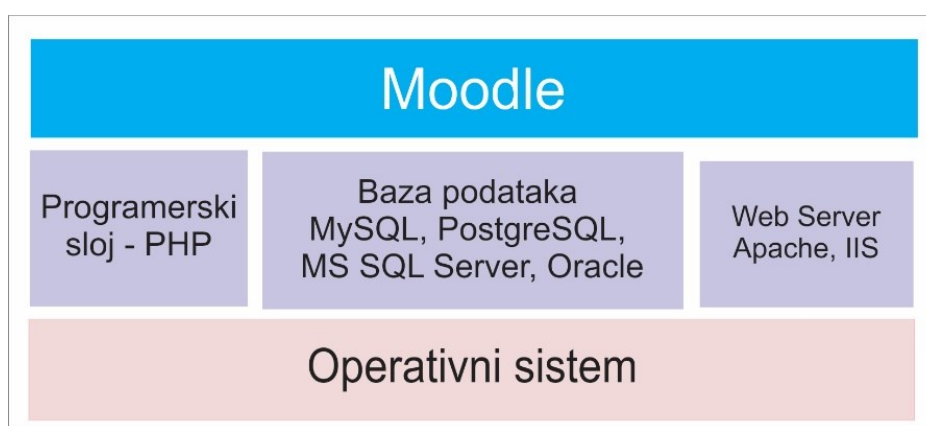 Moodle
Programerski
sloj - PHP
Baza podataka
MySQL, PostgreSQL,
MS SQL Server, Oracle
Web Server
Apache, IIS
Operativni sistem